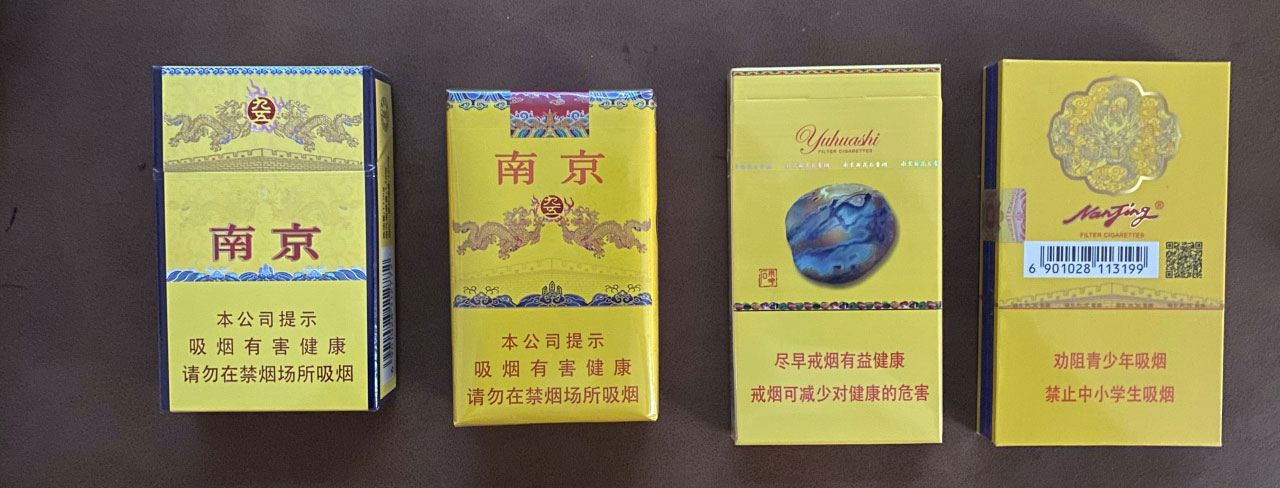 九五
南京
本公司提示
吸烟有害健康
请勿在禁烟场所吸烟
南京
九五
本公司提示
吸烟有害健康
请勿在禁烟场所吸烟
Yuhuashi
FILTER CIGARETTES
尽早戒烟有益健康
戒烟可减少对健康的危害
NanJing®
FILTER CIGARETTES
6 901028 113199
劝阻青少年吸烟
禁止中小学生吸烟